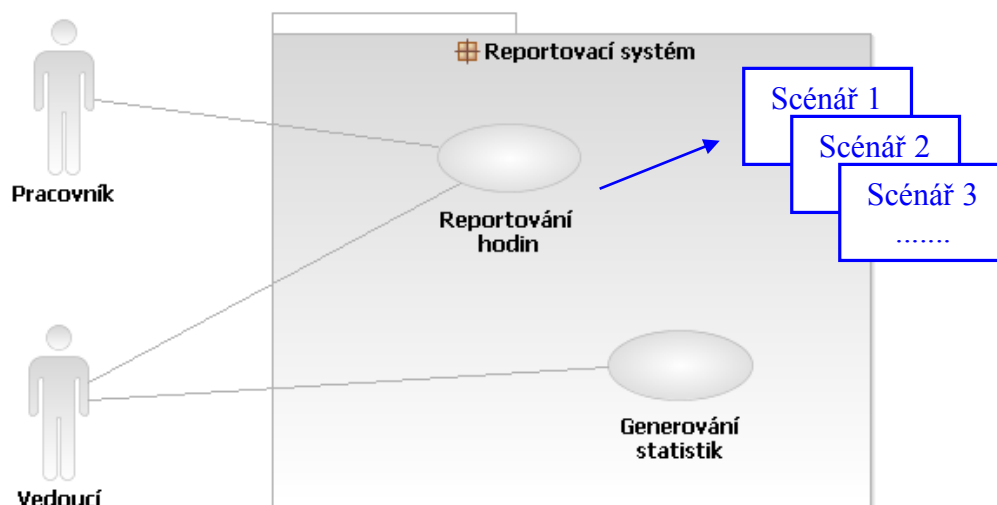 Reportovací systém
Scénář 1
Scénář 2
Scénář 3
.......
Pracovník
Reportování
hodin
Generování
statistik
Vedoucí